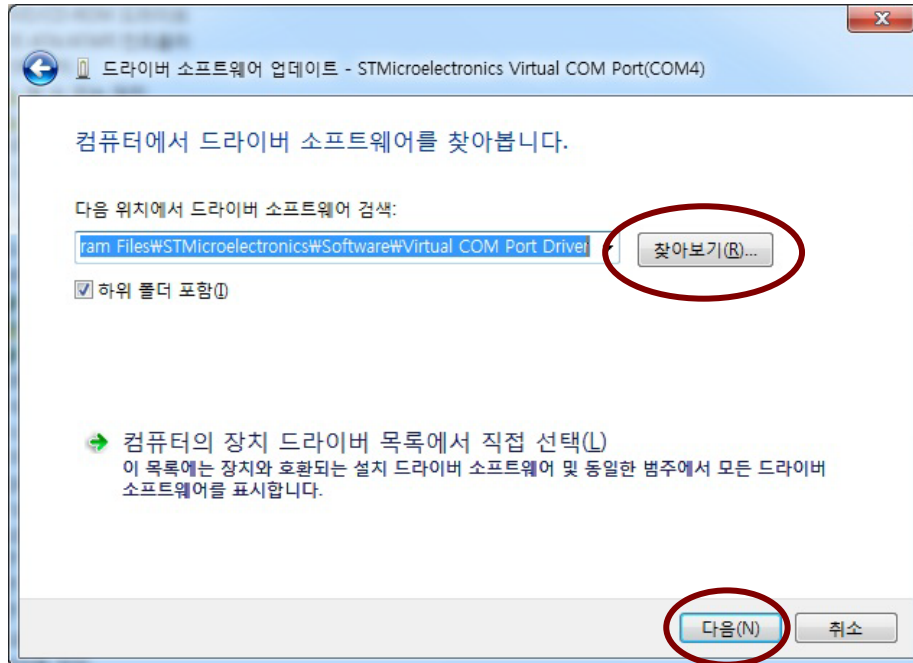 드라이버 소프트웨어 업데이트 - STMicroelectronics Virtual COM Port(COM4)
컴퓨터에서 드라이버 소프트웨어를 찾아봅니다.
다음 위치에서 드라이버 소프트웨어 검색:
ram Files₩STMicroelectronics₩Software₩Virtual COM Port Driver
찾아보기(R)...
하위 폴더 포함(I)
컴퓨터의 장치 드라이버 목록에서 직접 선택(L)
이 목록에는 장치와 호환되는 설치 드라이버 소프트웨어 및 동일한 범주에서 모든 드라이버
소프트웨어를 표시합니다.
다음(N)
취소